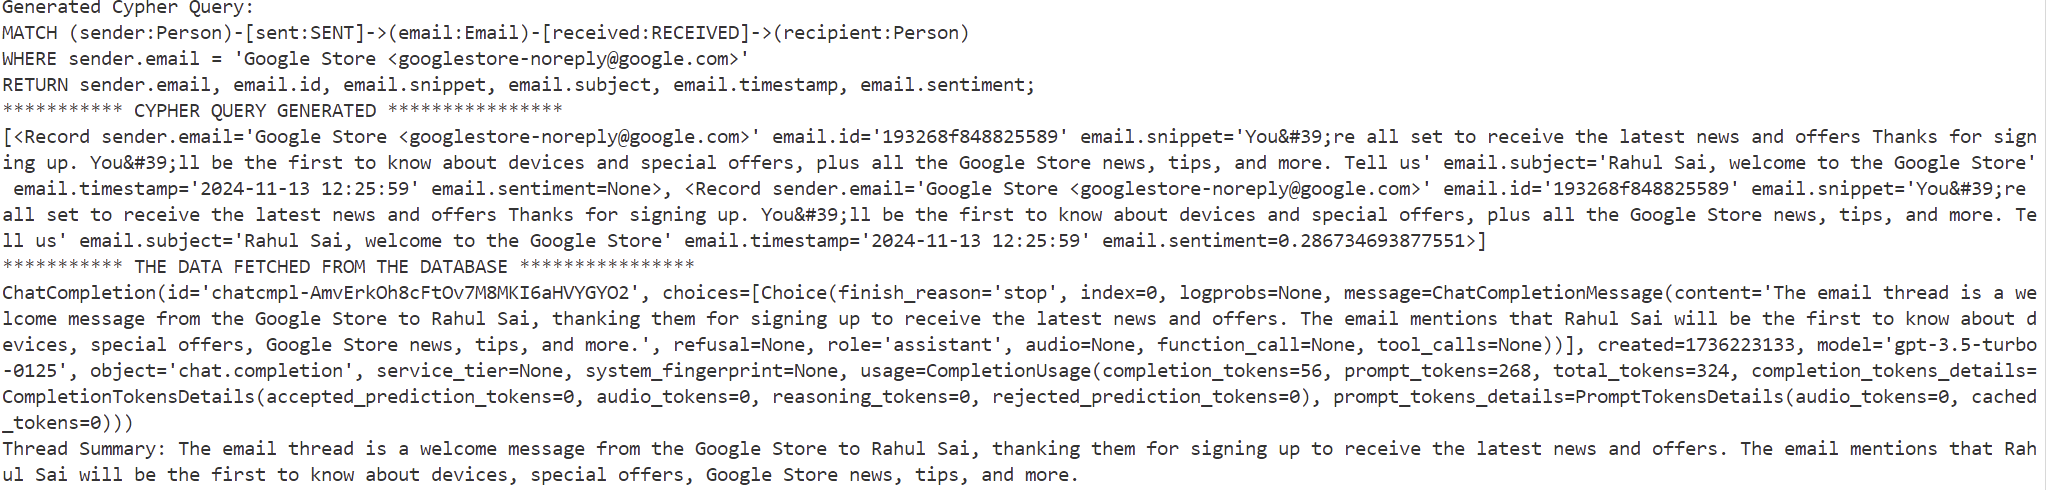 Generated Cypher Query:
MATCH (sender:Person)-[sent:SENT]->(email:Email)-[received:RECEIVED]->(recipient:Person)
WHERE sender.email = 'Google Store <googlestore-noreply@google.com>'
RETURN sender.email, email.id, email.snippet, email.subject, email.timestamp, email.sentiment;
*********** CYPHER QUERY GENERATED ****************
[<Record sender.email='Google Store <googlestore-noreply@google.com>' email.id='193268f848825589' email.snippet='You&#39;re all set to receive the latest news and offers Thanks for sign
ing up. You&#39;ll be the first to know about devices and special offers, plus all the Google Store news, tips, and more. Tell us' email.subject='Rahul Sai, welcome to the Google Store'
 email.timestamp='2024-11-13 12:25:59' email.sentiment=None>, <Record sender.email='Google Store <googlestore-noreply@google.com>' email.id='193268f848825589' email.snippet='You&#39;re
all set to receive the latest news and offers Thanks for signing up. You&#39;ll be the first to know about devices and special offers, plus all the Google Store news, tips, and more. Te
ll us' email.subject='Rahul Sai, welcome to the Google Store' email.timestamp='2024-11-13 12:25:59' email.sentiment=0.286734693877551>]
*********** THE DATA FETCHED FROM THE DATABASE ****************
ChatCompletion(id='chatcmpl-AmvErkOh8cFtOv7M8MKI6aHVYGYO2', choices=[Choice(finish_reason='stop', index=0, logprobs=None, message=ChatCompletionMessage(content='The email thread is a we
lcome message from the Google Store to Rahul Sai, thanking them for signing up to receive the latest news and offers. The email mentions that Rahul Sai will be the first to know about d
evices, special offers, Google Store news, tips, and more.', refusal=None, role='assistant', audio=None, function_call=None, tool_calls=None))], created=1736223133, model='gpt-3.5-turbo
-0125', object='chat.completion', service_tier=None, system_fingerprint=None, usage=CompletionUsage(completion_tokens=56, prompt_tokens=268, total_tokens=324, completion_tokens_details=
CompletionTokensDetails(accepted_prediction_tokens=0, audio_tokens=0, reasoning_tokens=0, rejected_prediction_tokens=0), prompt_tokens_details=PromptTokensDetails(audio_tokens=0, cached
_tokens=0)))
Thread Summary: The email thread is a welcome message from the Google Store to Rahul Sai, thanking them for signing up to receive the latest news and offers. The email mentions that Rah
ul Sai will be the first to know about devices, special offers, Google Store news, tips, and more.